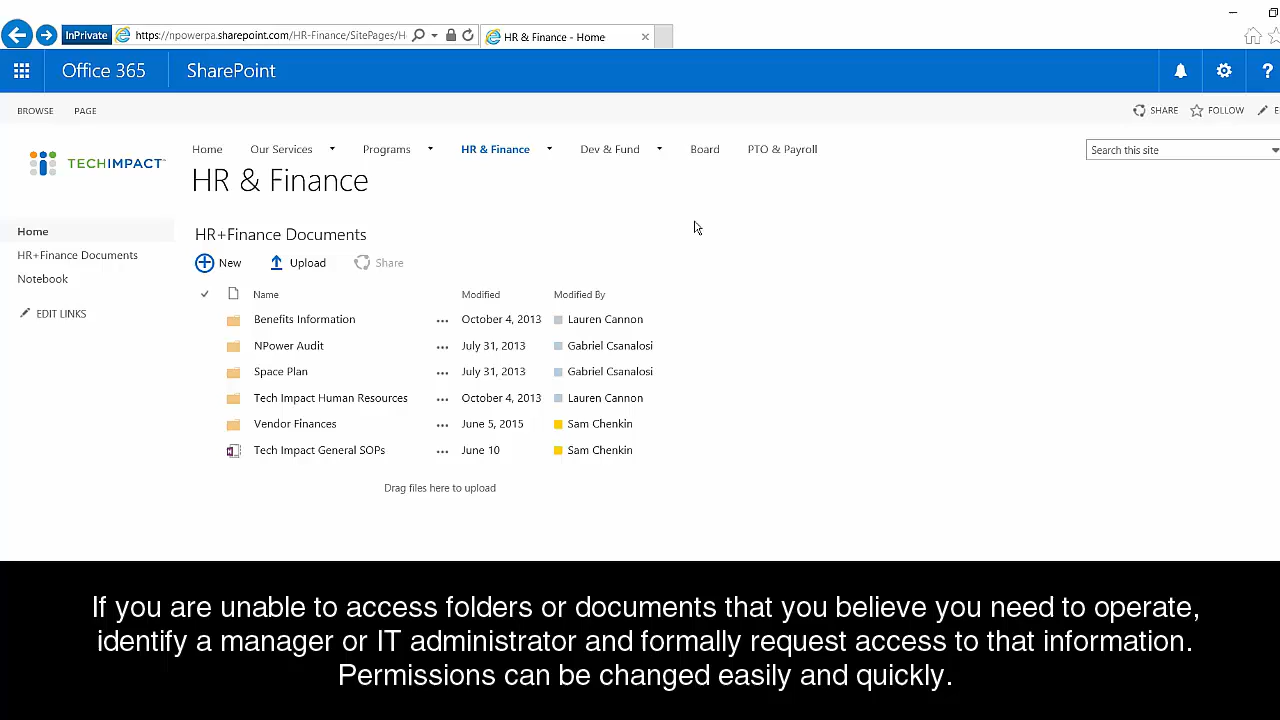 InPrivate https://npowerpa.sharepoint.com/HR-Finance/SitePages/H HR & Finance - Home
Office 365 SharePoint ?
BROWSE PAGE SHARE FOLLOW E
TECHIMPACT
Home Our Services Programs HR & Finance Dev & Fund Board PTO & Payroll Search this site
HR & Finance
Home
HR+Finance Documents
Notebook
EDIT LINKS
HR+Finance Documents
New Upload Share
Name Modified Modified By
Benefits Information ... October 4, 2013 Lauren Cannon
NPower Audit ... July 31, 2013 Gabriel Csanalosi
Space Plan ... July 31, 2013 Gabriel Csanalosi
Tech Impact Human Resources ... October 4, 2013 Lauren Cannon
Vendor Finances ... June 5, 2015 Sam Chenkin
Tech Impact General SOPs ... June 10 Sam Chenkin
Drag files here to upload
If you are unable to access folders or documents that you believe you need to operate,
identify a manager or IT administrator and formally request access to that information.
Permissions can be changed easily and quickly.